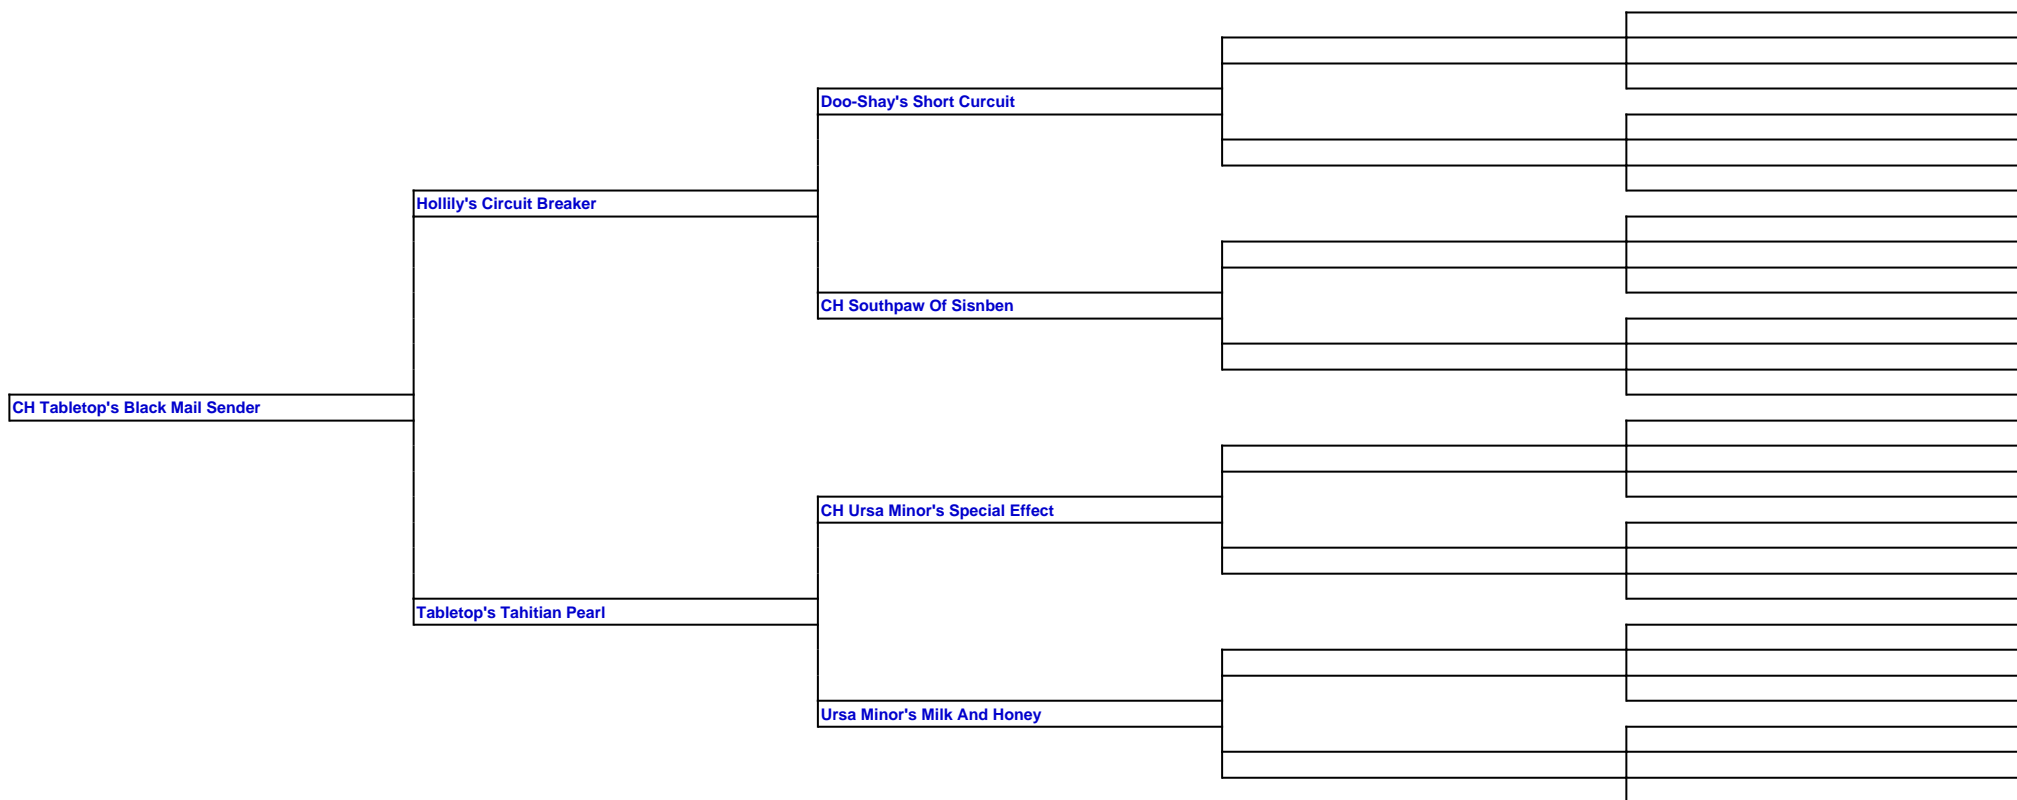 Doo-Shay's Short Curcuit
Hollily's Circuit Breaker
CH Southpaw Of Sisnben
CH Tabletop's Black Mail Sender
CH Ursa Minor's Special Effect
Tabletop's Tahitian Pearl
Ursa Minor's Milk And Honey